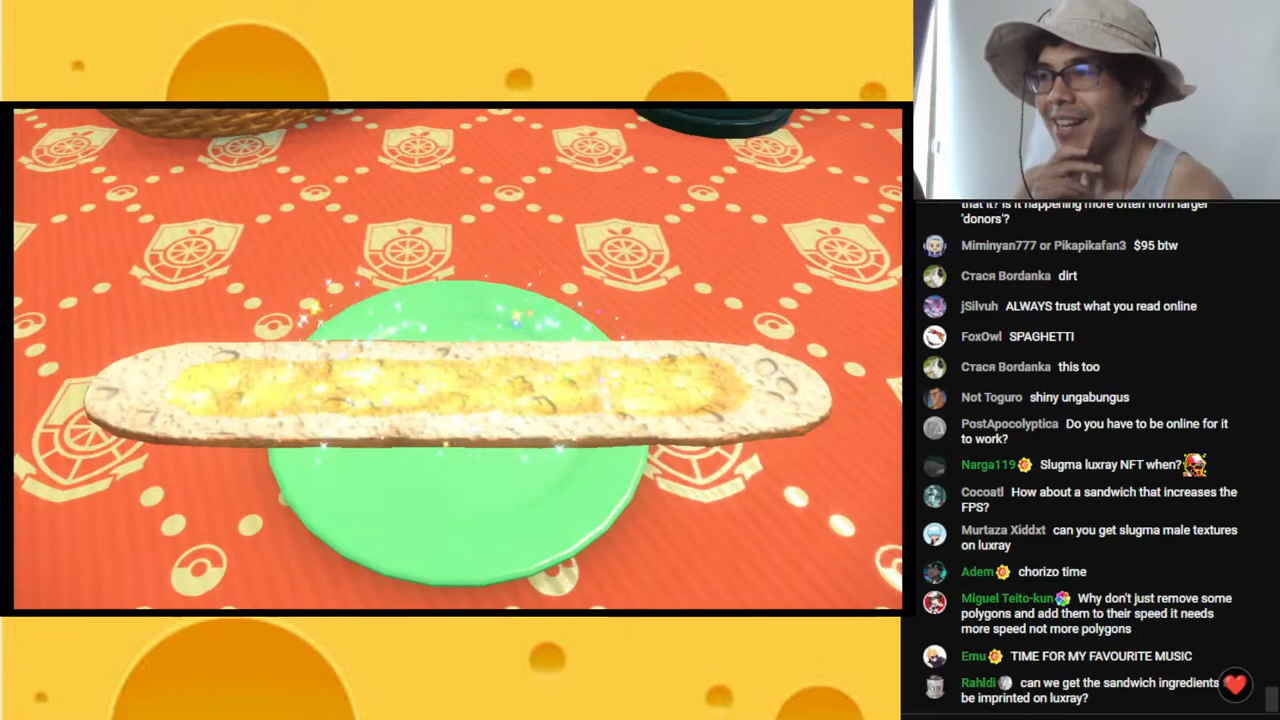 that it? Is it happening more often from larger
'donors'?
Miminyan777 or Pikapikafan3 $95 btw
Стася Bordanka dirt
jSilvuh ALWAYS trust what you read online
FoxOwl SPAGHETTI
Стася Bordanka this too
Not Toguro shiny ungabungus
PostApocolyptica Do you have to be online for it
to work?
Narga119 Slugma luxray NFT when?
Cocoatl How about a sandwich that increases the
FPS?
Murtaza Xiddxt can you get slugma male textures
on luxray
Adem chorizo time
Miguel Teito-kun Why don't just remove some
polygons and add them to their speed it needs
more speed not more polygons
Emu TIME FOR MY FAVOURITE MUSIC
Rahldi can we get the sandwich ingredients
be imprinted on luxray?